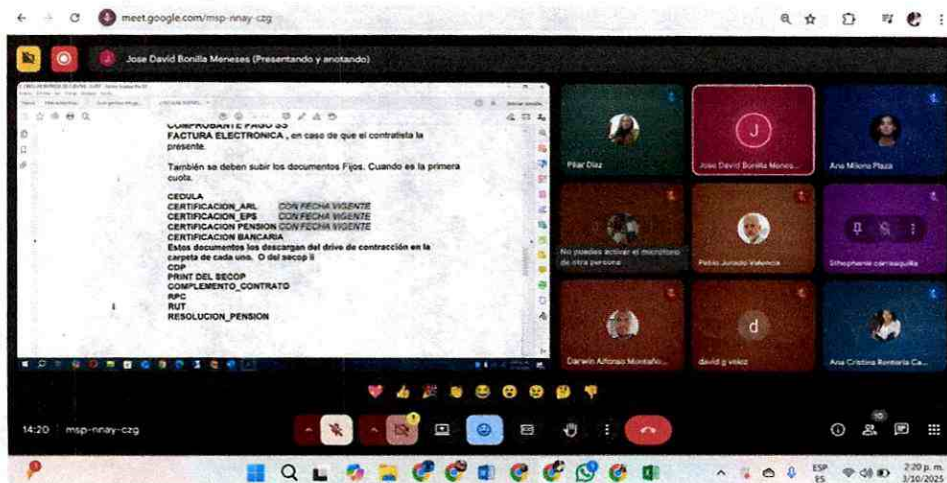 meet.google.com/msp-nnay-czg
J
Jose David Bonilla Meneses (Presentando y anotando)
COMPROBANTE PAGO SS
FACTURA ELECTRONICA , en caso de que el contratista la
presente.
También se deben subir los documentos Fijos. Cuando es la primera
cuota.
CEDULA
CERTIFICACION_ARL CON FECHA VIGENTE
CERTIFICACION_EPS CON FECHA VIGENTE
CERTIFICACION PENSION CON FECHA VIGENTE
CERTIFICACION BANCARIA
Estos documentos los descargan del drive de contracción en la
carpeta de cada uno. O del secop ii
CDP
PRINT DEL SECOP
COMPLEMENTO_CONTRATO
RPC
RUT
RESOLUCION_PENSION
Pilar Diaz
J
Jose David Bonilla Menes...
Ana Milena Plaza
No puedes activar el micrófono
de otra persona
Pablo Jurado Valencia
Sthephanie carrasquilla
Darwin Alfonso Montaño...
d
david g velez
Ana Cristina Renteria Ca...
14:20 msp-nnay-czg
10
ESP
ES
2:20 p. m.
3/10/2025